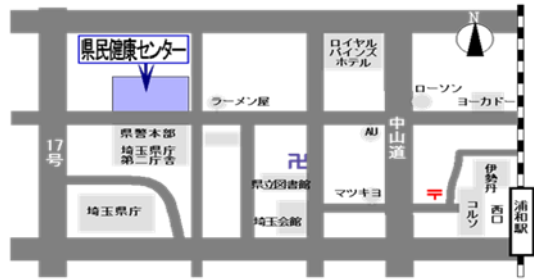 県民健康センター
ロイヤル
パインズ
ホテル
N
ラーメン屋
ローソン
ヨーカドー
17号
県警本部
埼玉県庁
第二庁舎
AU
中山道
卍
県立図書館
マツキヨ
〒
伊勢丹
西口
コルソ
浦和駅
埼玉県庁
埼玉会館